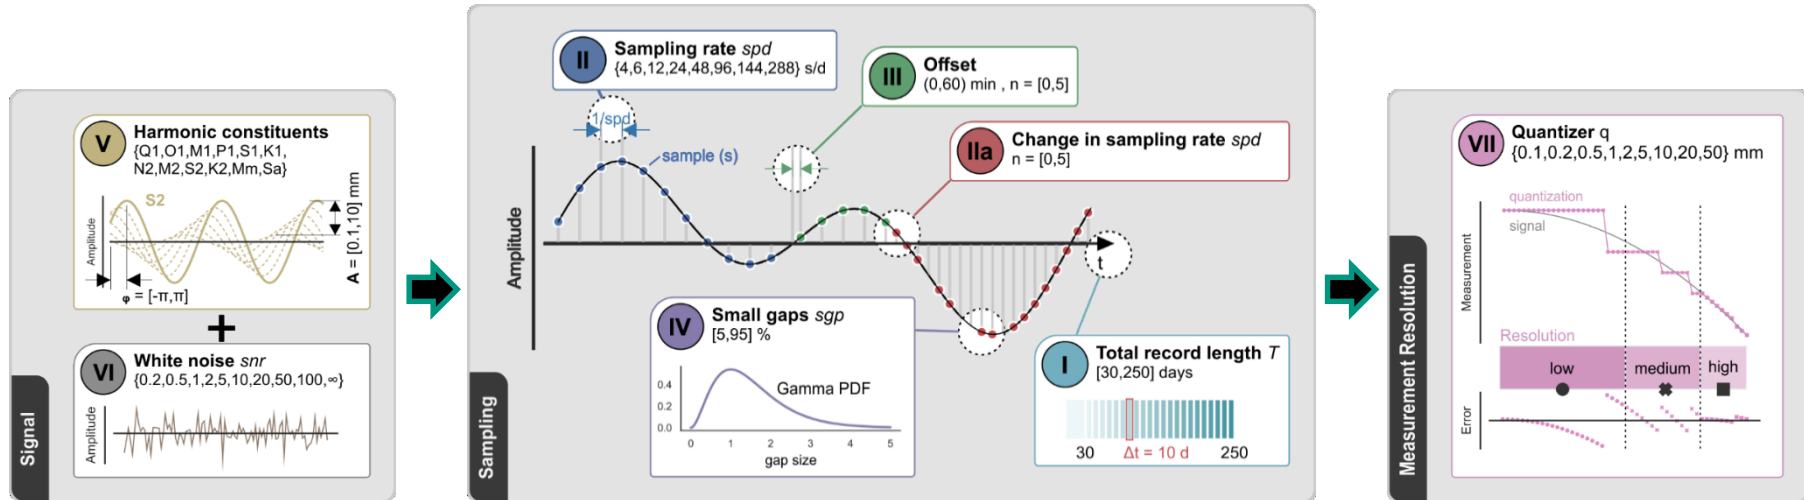 Signal
V
Harmonic constituents
{Q1,O1,M1,P1,S1,K1,
N2,M2,S2,K2,Mm,Sa}
S2
Amplitude
A = [0.1,10] mm
φ = [-π,π]
+
VI
White noise snr
{0.2,0.5,1,2,5,10,20,50,100,∞}
Amplitude
Sampling
II
Sampling rate spd
{4,6,12,24,48,96,144,288} s/d
III
Offset
(0,60) min , n = [0,5]
1/spd
sample (s)
IIa
Change in sampling rate spd
n = [0,5]
Amplitude
t
IV
Small gaps sgp
[5,95] %
Gamma PDF
0.4
0.2
0.0
0 1 2 3 4 5
gap size
I
Total record length T
[30,250] days
30 Δt = 10 d 250
Measurement Resolution
VII
Quantizer q
{0.1,0.2,0.5,1,2,5,10,20,50} mm
quantization
signal
Measurement
Resolution
low medium high
Error